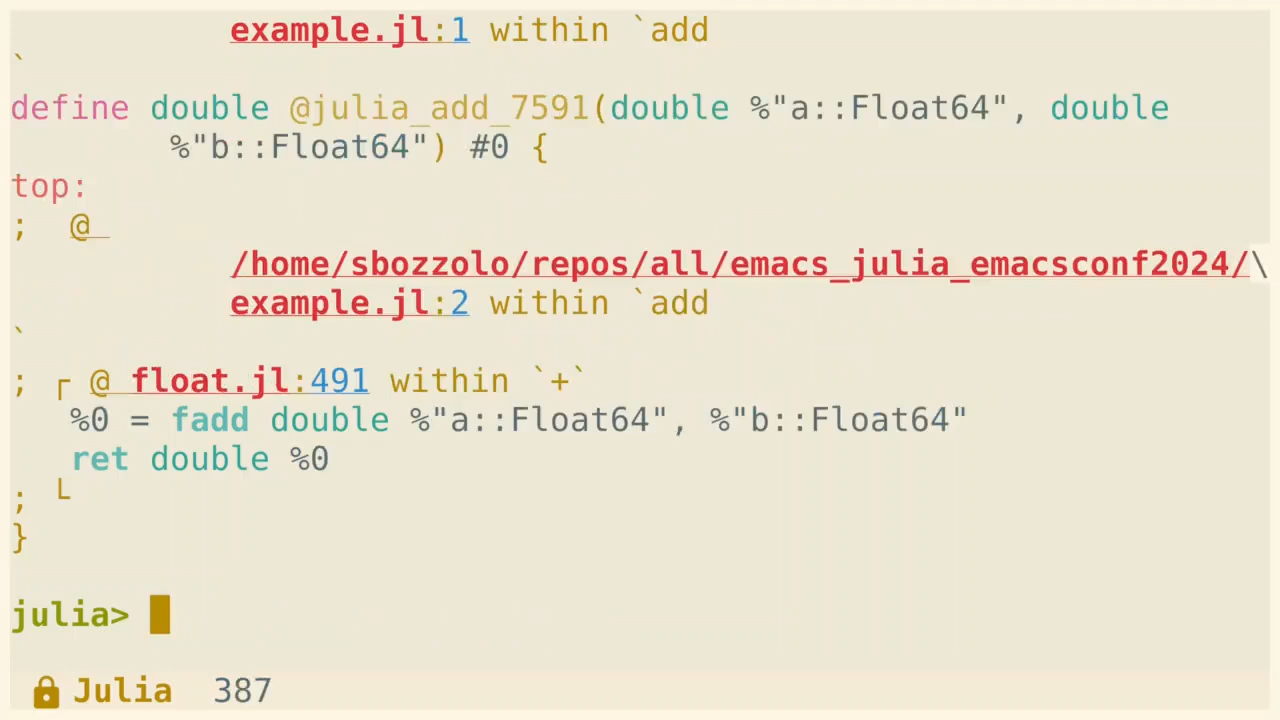 example.jl:1 within `add
`
define double @julia_add_7591(double %"a::Float64", double
%"b::Float64") #0 {
top:
;  @
/home/sbozzolo/repos/all/emacs_julia_emacsconf2024/\
example.jl:2 within `add
`
; ┌ @ float.jl:491 within `+`
%0 = fadd double %"a::Float64", %"b::Float64"
ret double %0
; └
}
julia>
Julia  387